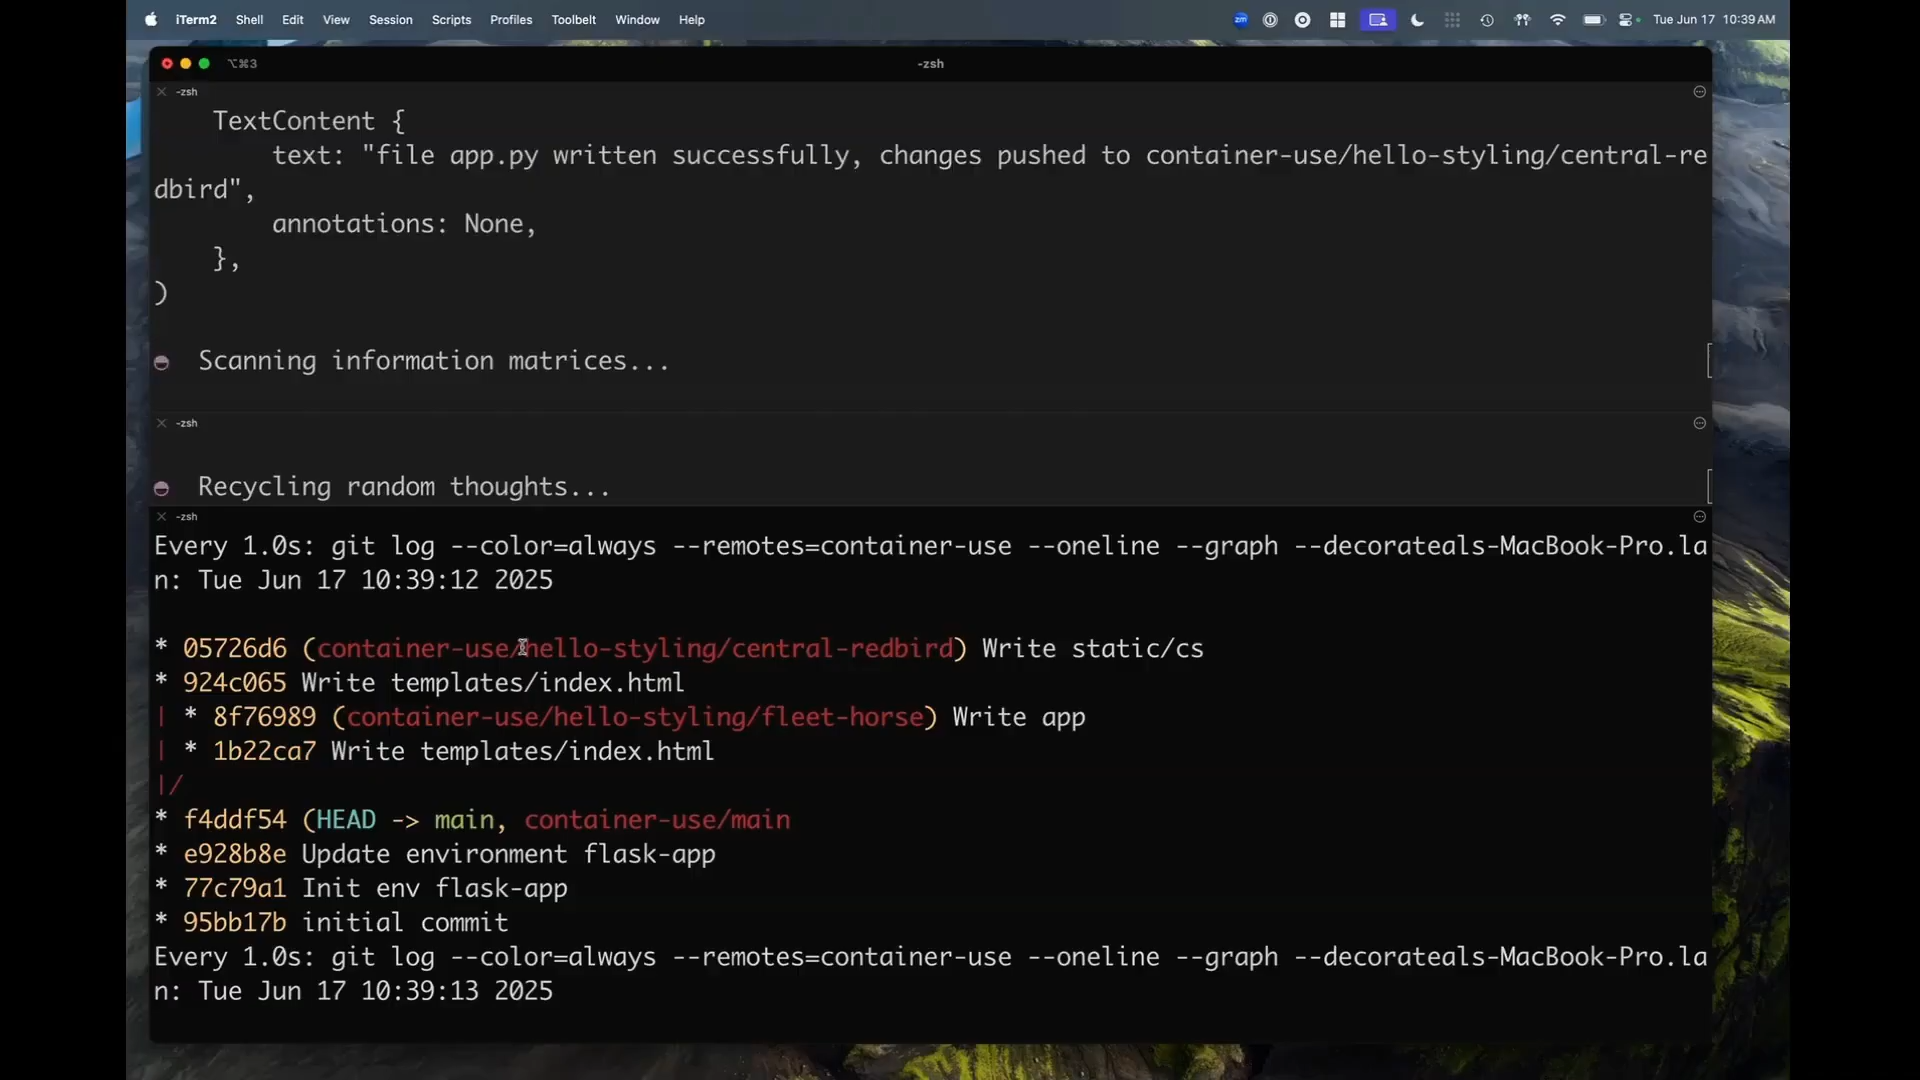 iTerm2 Shell Edit View Session Scripts Profiles Toolbelt Window Help zm Tue Jun 17 10:39 AM
⌥⌘3 -zsh
-zsh
TextContent {
text: "file app.py written successfully, changes pushed to container-use/hello-styling/central-re
dbird",
annotations: None,
},
)
Scanning information matrices...
-zsh
Recycling random thoughts...
-zsh
Every 1.0s: git log --color=always --remotes=container-use --oneline --graph --decorateals-MacBook-Pro.la
n: Tue Jun 17 10:39:12 2025
* 05726d6 (container-use/hello-styling/central-redbird) Write static/cs
* 924c065 Write templates/index.html
| * 8f76989 (container-use/hello-styling/fleet-horse) Write app
| * 1b22ca7 Write templates/index.html
|/
* f4ddf54 (HEAD -> main, container-use/main
* e928b8e Update environment flask-app
* 77c79a1 Init env flask-app
* 95bb17b initial commit
Every 1.0s: git log --color=always --remotes=container-use --oneline --graph --decorateals-MacBook-Pro.la
n: Tue Jun 17 10:39:13 2025